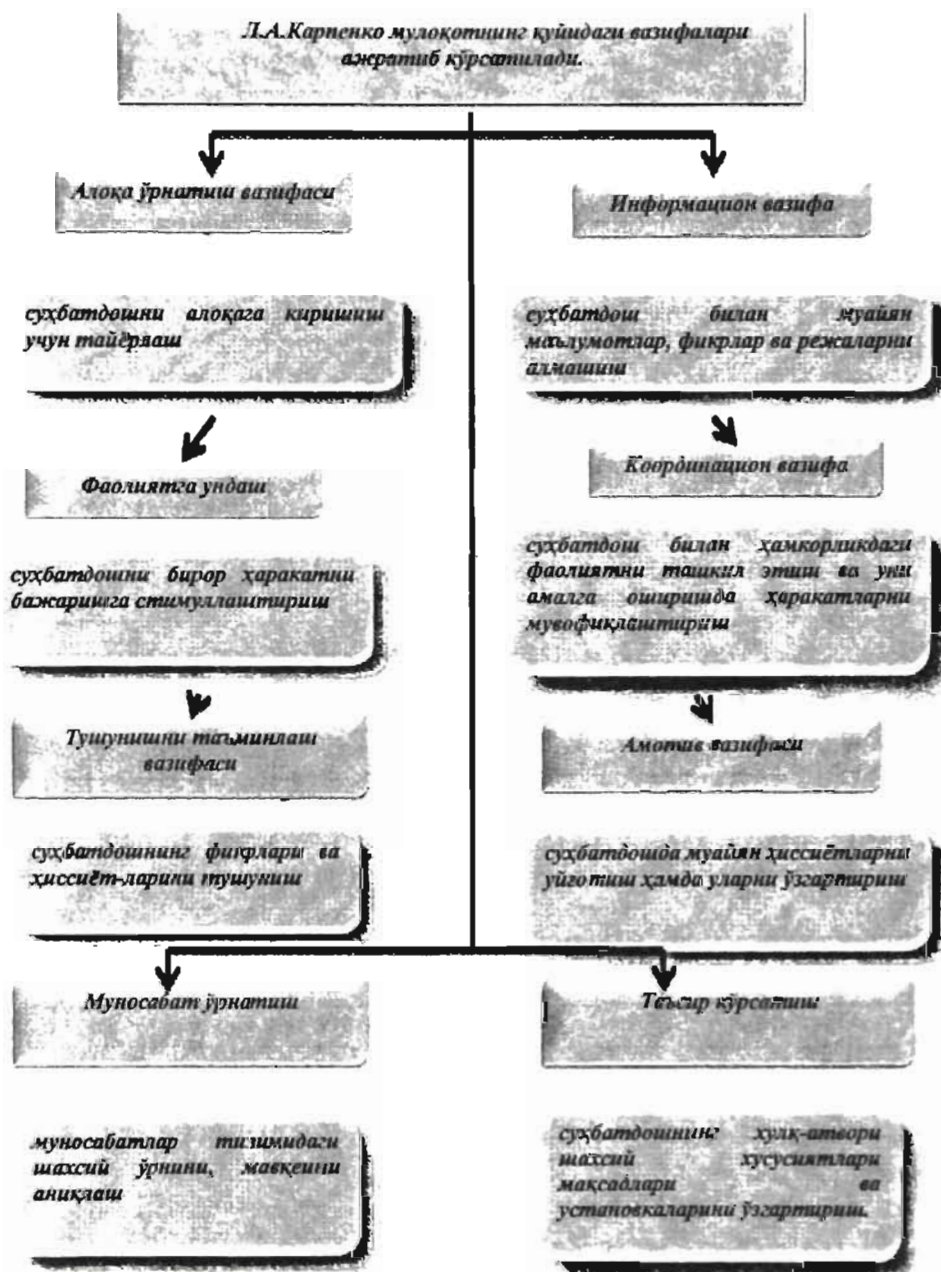 Л.А.Карпенко мулоқотнинг қуйидаги вазифалари
ажратиб кўрсатилади.
Алоқа ўрнатиш вазифаси
Информацион вазифа
суҳбатдошни алоқага киришиш
учун тайёрлаш
суҳбатдош билан муайян
маълумотлар, фикрлар ва режаларни
алмашиш
Фаолиятга ундаш
Координацион вазифа
суҳбатдошни бирор ҳаракатни
бажаришга стимуллаштириш
суҳбатдош билан ҳамкорликдаги
фаолиятни ташкил этиш ва уни
амалга оширишда ҳаракатларни
мувофиқлаштириш
Тушунишни таъминлаш
вазифаси
Амотив вазифаси
суҳбатдошнинг фикрлари ва
ҳиссиёт-ларини тушуниш
суҳбатдошда муайян ҳиссиётларни
уйғотиш ҳамда уларни ўзгартириш
Муносабат ўрнатиш
Таъсир кўрсатиш
муносабатлар тизимидаги
шахсий ўрнини, мавқеини
аниқлаш
суҳбатдошнинг хулқ-атвори
шахсий хусусиятлари
мақсадлари ва
установкаларини ўзгартириш.